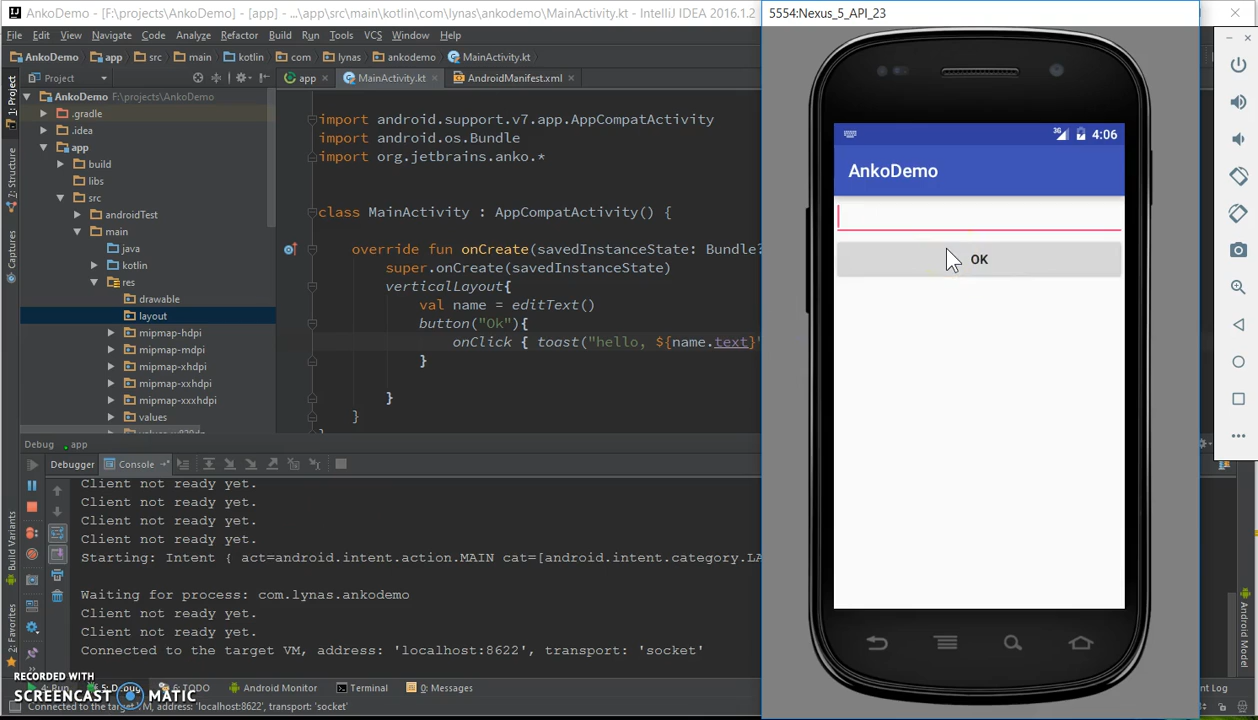 AnkoDemo - [F:\projects\AnkoDemo] - [app] - ...\app\src\main\kotlin\com\lynas\ankodemo\MainActivity.kt - IntelliJ IDEA 2016.1.2
5554:Nexus_5_API_23
File Edit View Navigate Code Analyze Refactor Build Run Tools VCS Window Help
AnkoDemo app src main kotlin com lynas ankodemo MainActivity.kt
Project
app MainActivity.kt AndroidManifest.xml
1: Project
7: Structure
Captures
Build Variants
2: Favorites
AnkoDemo F:\projects\AnkoDemo
.gradle
.idea
app
build
libs
src
androidTest
main
java
kotlin
res
drawable
layout
mipmap-hdpi
mipmap-mdpi
mipmap-xhdpi
mipmap-xxhdpi
mipmap-xxxhdpi
values
import android.support.v7.app.AppCompatActivity
import android.os.Bundle
import org.jetbrains.anko.*
class MainActivity : AppCompatActivity() {
override fun onCreate(savedInstanceState: Bundle?
super.onCreate(savedInstanceState)
verticalLayout{
val name = editText()
button("Ok"){
onClick { toast("hello, ${name.text}"
}
}
}
3G 4:06
AnkoDemo
OK
Debug app
Debugger Console
Client not ready yet.
Client not ready yet.
Client not ready yet.
Client not ready yet.
Starting: Intent { act=android.intent.action.MAIN cat=[android.intent.category.LA
Waiting for process: com.lynas.ankodemo
Client not ready yet.
Client not ready yet.
Connected to the target VM, address: 'localhost:8622', transport: 'socket'
RECORDED WITH
SCREENCAST MATIC
4: Run 5: Debug 6: TODO Android Monitor Terminal 0: Messages
Connected to the target VM, address: 'localhost:8622', transport: 'socket'
Android Model